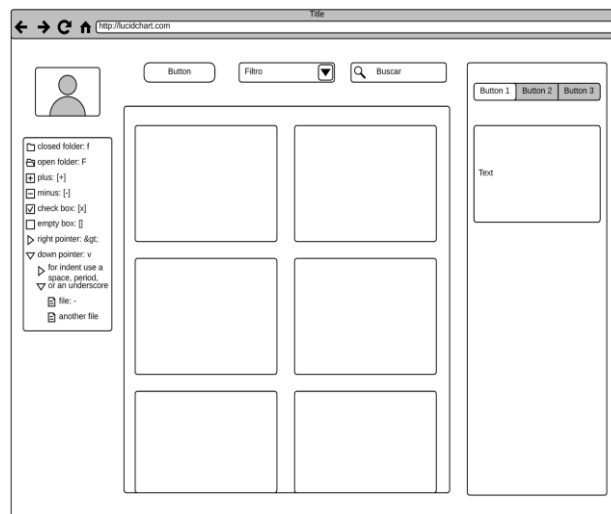 Title
http://lucidchart.com
Button
Filtro
Buscar
closed folder: f
open folder: F
plus: [+]
minus: [-]
check box: [x]
empty box: []
right pointer: &gt;
down pointer: v
for indent use a
space, period,
or an underscore
file: -
another file
Button 1
Button 2
Button 3
Text